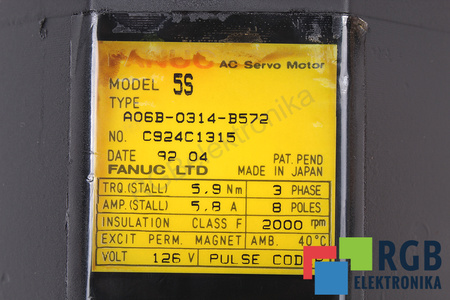 FANUC AC Servo Motor
MODEL 5S
TYPE
A06B-0314-B572
NO. C924C1315
DATE 92.04 PAT. PEND
FANUC LTD MADE IN JAPAN
TRQ.(STALL) 5.9 Nm 3 PHASE
AMP.(STALL) 5.8 A 8 POLES
INSULATION CLASS F 2000 rpm
EXCIT PERM. MAGNET AMB. 40°C
VOLT 126 V PULSE COD
RGB
ELEKTRONIKA